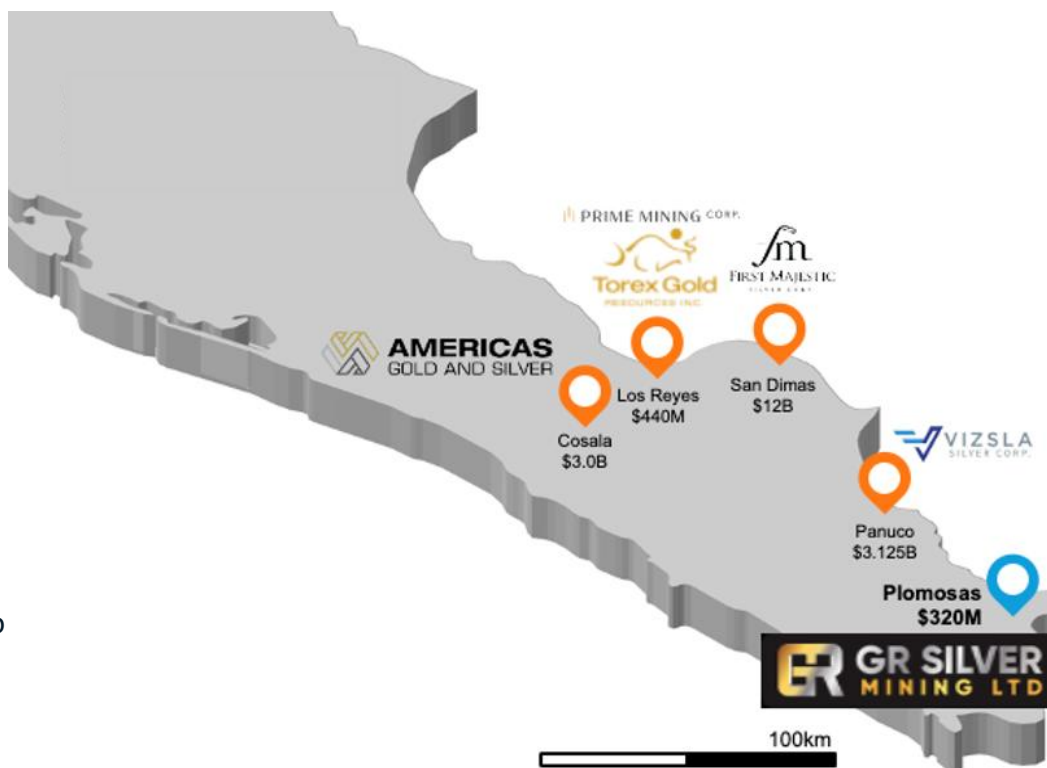 PRIME MINING CORP.
Torex Gold
RESOURCES INC.
fm
FIRST MAJESTIC
SILVER CORP.
AMERICAS
GOLD AND SILVER
Los Reyes
$440M
San Dimas
$12B
Cosala
$3.0B
VIZSLA
SILVER CORP.
Panuco
$3.125B
Plomosas
$320M
GR SILVER
MINING LTD
100km